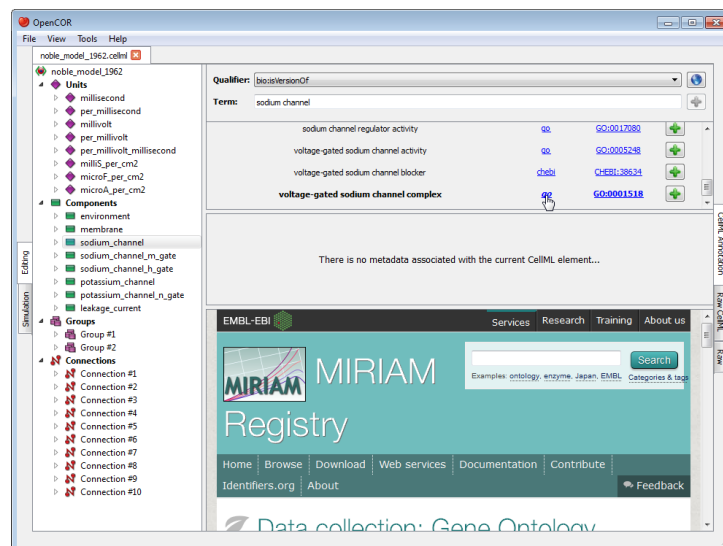 OpenCOR
File View Tools Help
noble_model_1962.cellml
noble_model_1962
Units
millisecond
per_millisecond
millivolt
per_millivolt
per_millivolt_millisecond
milliS_per_cm2
microF_per_cm2
microA_per_cm2
Components
environment
membrane
sodium_channel
sodium_channel_m_gate
sodium_channel_h_gate
potassium_channel
potassium_channel_n_gate
leakage_current
Groups
Group #1
Group #2
Connections
Connection #1
Connection #2
Connection #3
Connection #4
Connection #5
Connection #6
Connection #7
Connection #8
Connection #9
Connection #10
Editing
Simulation
Qualifier: bio:isVersionOf
Term: sodium channel
sodium channel regulator activity go GO:0017080
voltage-gated sodium channel activity go GO:0005248
voltage-gated sodium channel blocker chebi CHEBI:38634
voltage-gated sodium channel complex go GO:0001518
There is no metadata associated with the current CellML element...
CellML Annotation
Raw CellML
Raw
EMBL-EBI Services Research Training About us
MIRIAM
MIRIAM
Registry
Search
Examples: ontology, enzyme, Japan, EMBL Categories & tags
Home Browse Download Web services Documentation Contribute
Identifiers.org About Feedback
Data collection: Gene Ontology